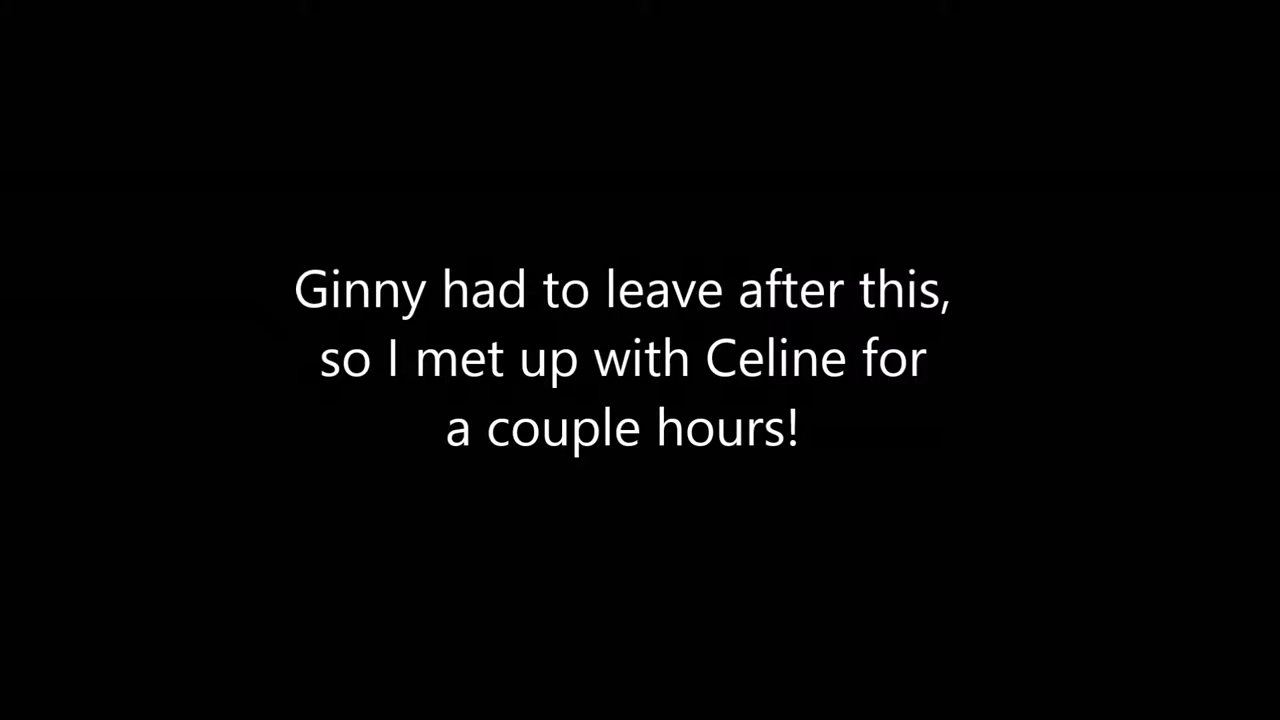 Ginny had to leave after this,
so I met up with Celine for
a couple hours!